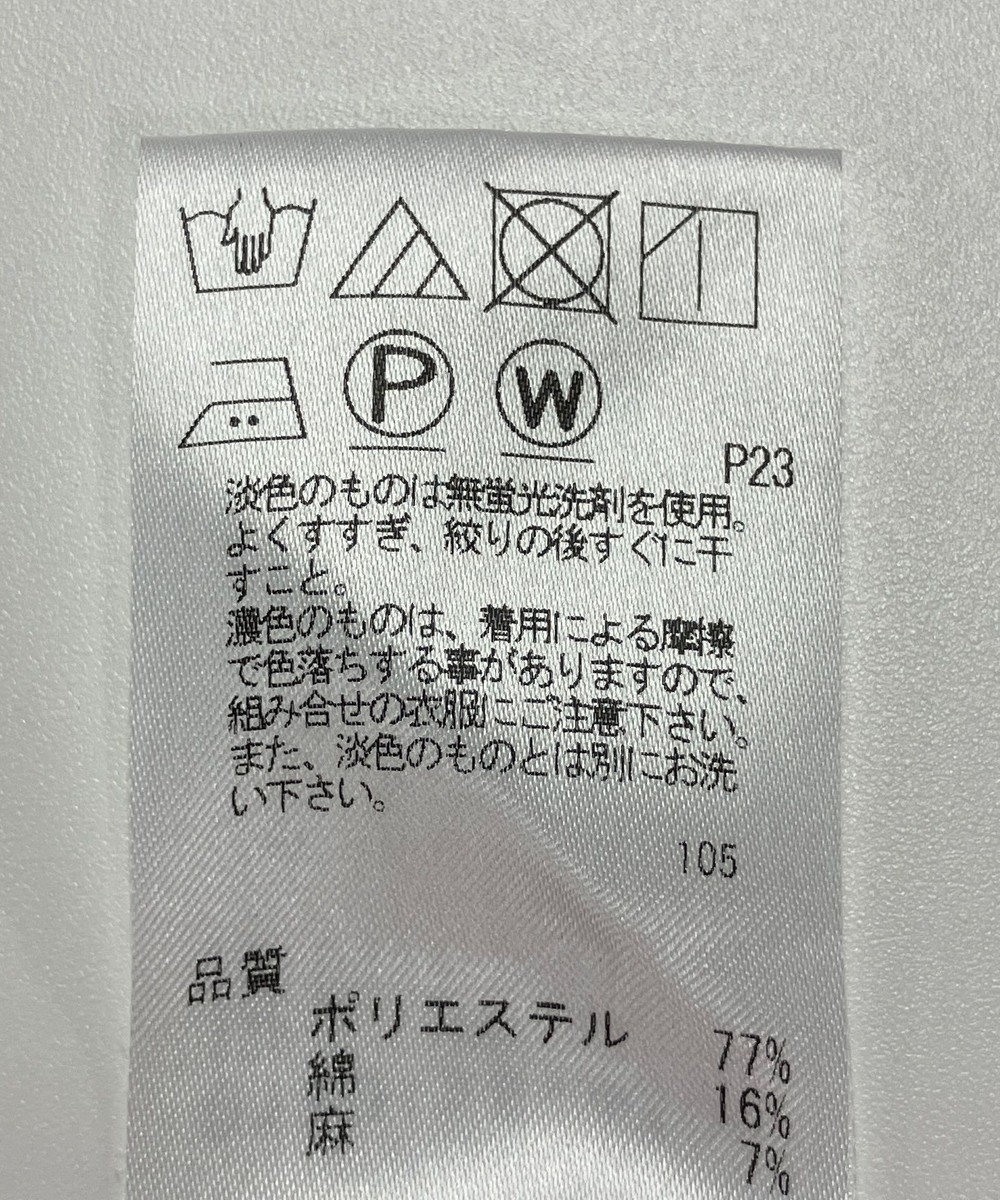 P W
P23
淡色のものは無蛍光洗剤を使用。
よくすすぎ、絞りの後すぐに干
すこと。
濃色のものは、着用による摩擦
で色落ちする事がありますので、
組み合せの衣服にご注意下さい。
また、淡色のものとは別にお洗
い下さい。
105
品質
ポリエステル 77%
綿 16%
麻 7%